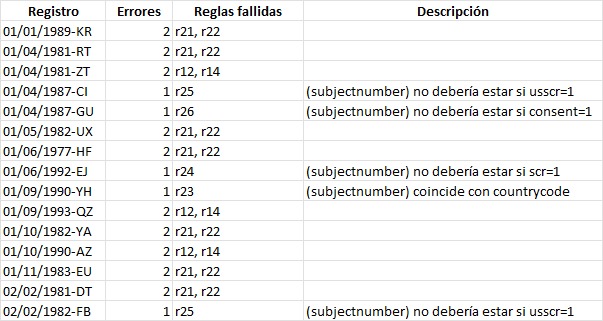 Registro Errores Reglas fallidas Descripción
01/01/1989-KR 2 r21, r22
01/04/1981-RT 2 r21, r22
01/04/1981-ZT 2 r12, r14
01/04/1987-CI 1 r25 (subjectnumber) no debería estar si usscr=1
01/04/1987-GU 1 r26 (subjectnumber) no debería estar si consent=1
01/05/1982-UX 2 r21, r22
01/06/1977-HF 2 r21, r22
01/06/1992-EJ 1 r24 (subjectnumber) no debería estar si scr=1
01/09/1990-YH 1 r23 (subjectnumber) coincide con countrycode
01/09/1993-QZ 2 r12, r14
01/10/1982-YA 2 r21, r22
01/10/1990-AZ 2 r12, r14
01/11/1983-EU 2 r21, r22
02/02/1981-DT 2 r21, r22
02/02/1982-FB 1 r25 (subjectnumber) no debería estar si usscr=1